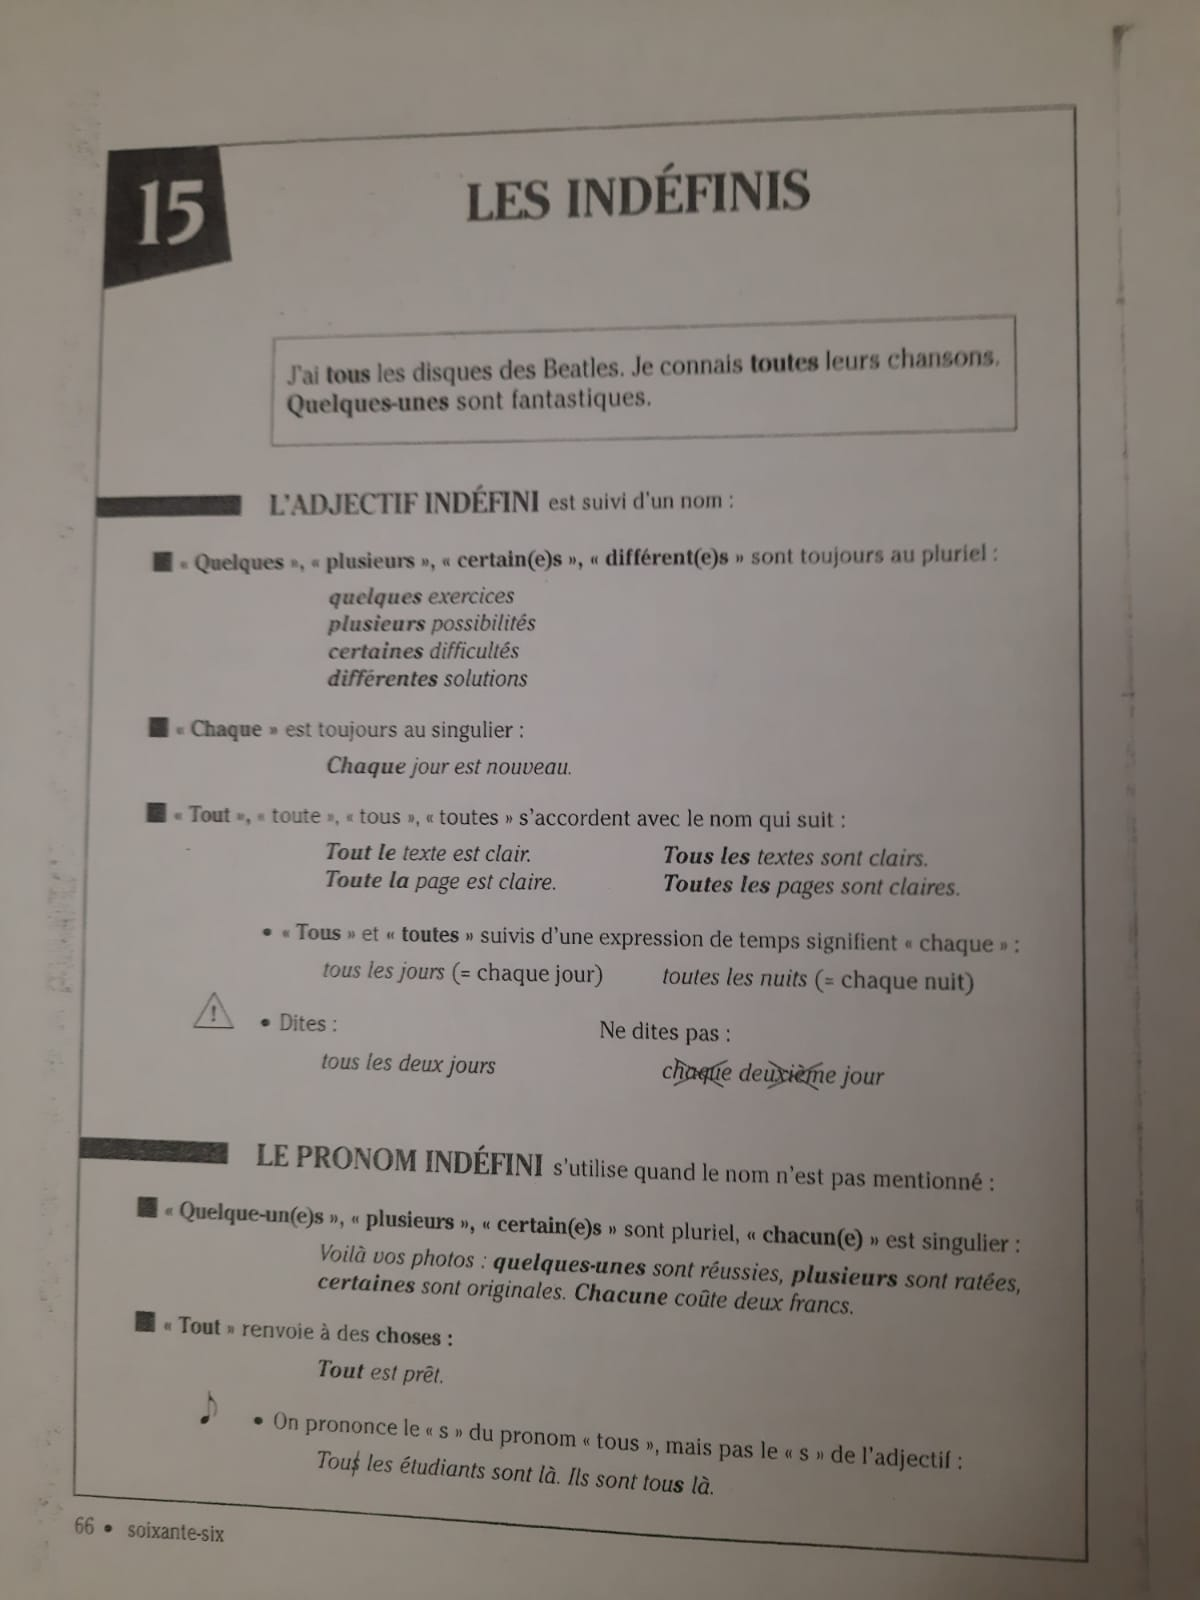 15
LES INDÉFINIS
J'ai tous les disques des Beatles. Je connais toutes leurs chansons.
Quelques-unes sont fantastiques.
L'ADJECTIF INDÉFINI est suivi d'un nom :
« Quelques », « plusieurs », « certain(e)s », « différent(e)s » sont toujours au pluriel :
quelques exercices
plusieurs possibilités
certaines difficultés
différentes solutions
« Chaque » est toujours au singulier :
Chaque jour est nouveau.
« Tout », « toute », « tous », « toutes » s'accordent avec le nom qui suit :
Tout le texte est clair. Tous les textes sont clairs.
Toute la page est claire. Toutes les pages sont claires.
• « Tous » et « toutes » suivis d'une expression de temps signifient « chaque » :
tous les jours (= chaque jour) toutes les nuits (= chaque nuit)
! • Dites : Ne dites pas :
tous les deux jours chaque deuxième jour
LE PRONOM INDÉFINI s'utilise quand le nom n'est pas mentionné :
« Quelque-un(e)s », « plusieurs », « certain(e)s » sont pluriel, « chacun(e) » est singulier :
Voilà vos photos : quelques-unes sont réussies, plusieurs sont ratées,
certaines sont originales. Chacune coûte deux francs.
« Tout » renvoie à des choses :
Tout est prêt.
• On prononce le « s » du pronom « tous », mais pas le « s » de l'adjectif :
Tous les étudiants sont là. Ils sont tous là.
66 • soixante-six